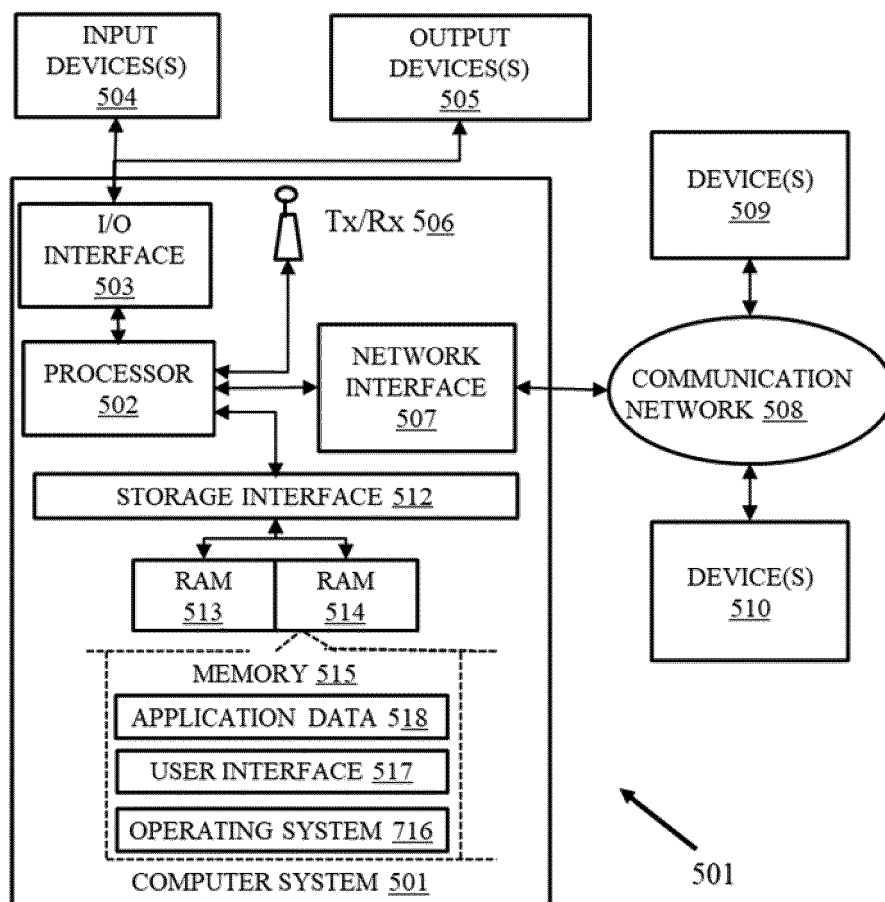 INPUT
DEVICES(S)
504
OUTPUT
DEVICES(S)
505
I/O
INTERFACE
503
Tx/Rx 506
DEVICE(S)
509
PROCESSOR
502
NETWORK
INTERFACE
507
COMMUNICATION
NETWORK 508
STORAGE INTERFACE 512
RAM
513
RAM
514
DEVICE(S)
510
MEMORY 515
APPLICATION DATA 518
USER INTERFACE 517
OPERATING SYSTEM 716
COMPUTER SYSTEM 501
501